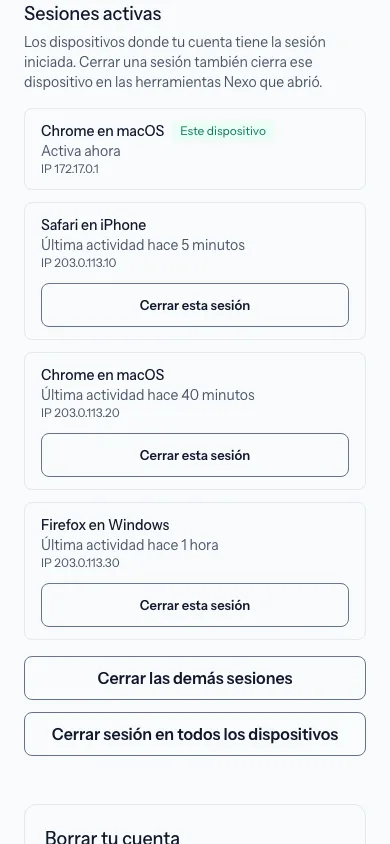 Sesiones activas
Los dispositivos donde tu cuenta tiene la sesión
iniciada. Cerrar una sesión también cierra ese
dispositivo en las herramientas Nexo que abrió.
Chrome en macOS Este dispositivo
Activa ahora
IP 172.17.0.1
Safari en iPhone
Última actividad hace 5 minutos
IP 203.0.113.10
Cerrar esta sesión
Chrome en macOS
Última actividad hace 40 minutos
IP 203.0.113.20
Cerrar esta sesión
Firefox en Windows
Última actividad hace 1 hora
IP 203.0.113.30
Cerrar esta sesión
Cerrar las demás sesiones
Cerrar sesión en todos los dispositivos
Borrar tu cuenta